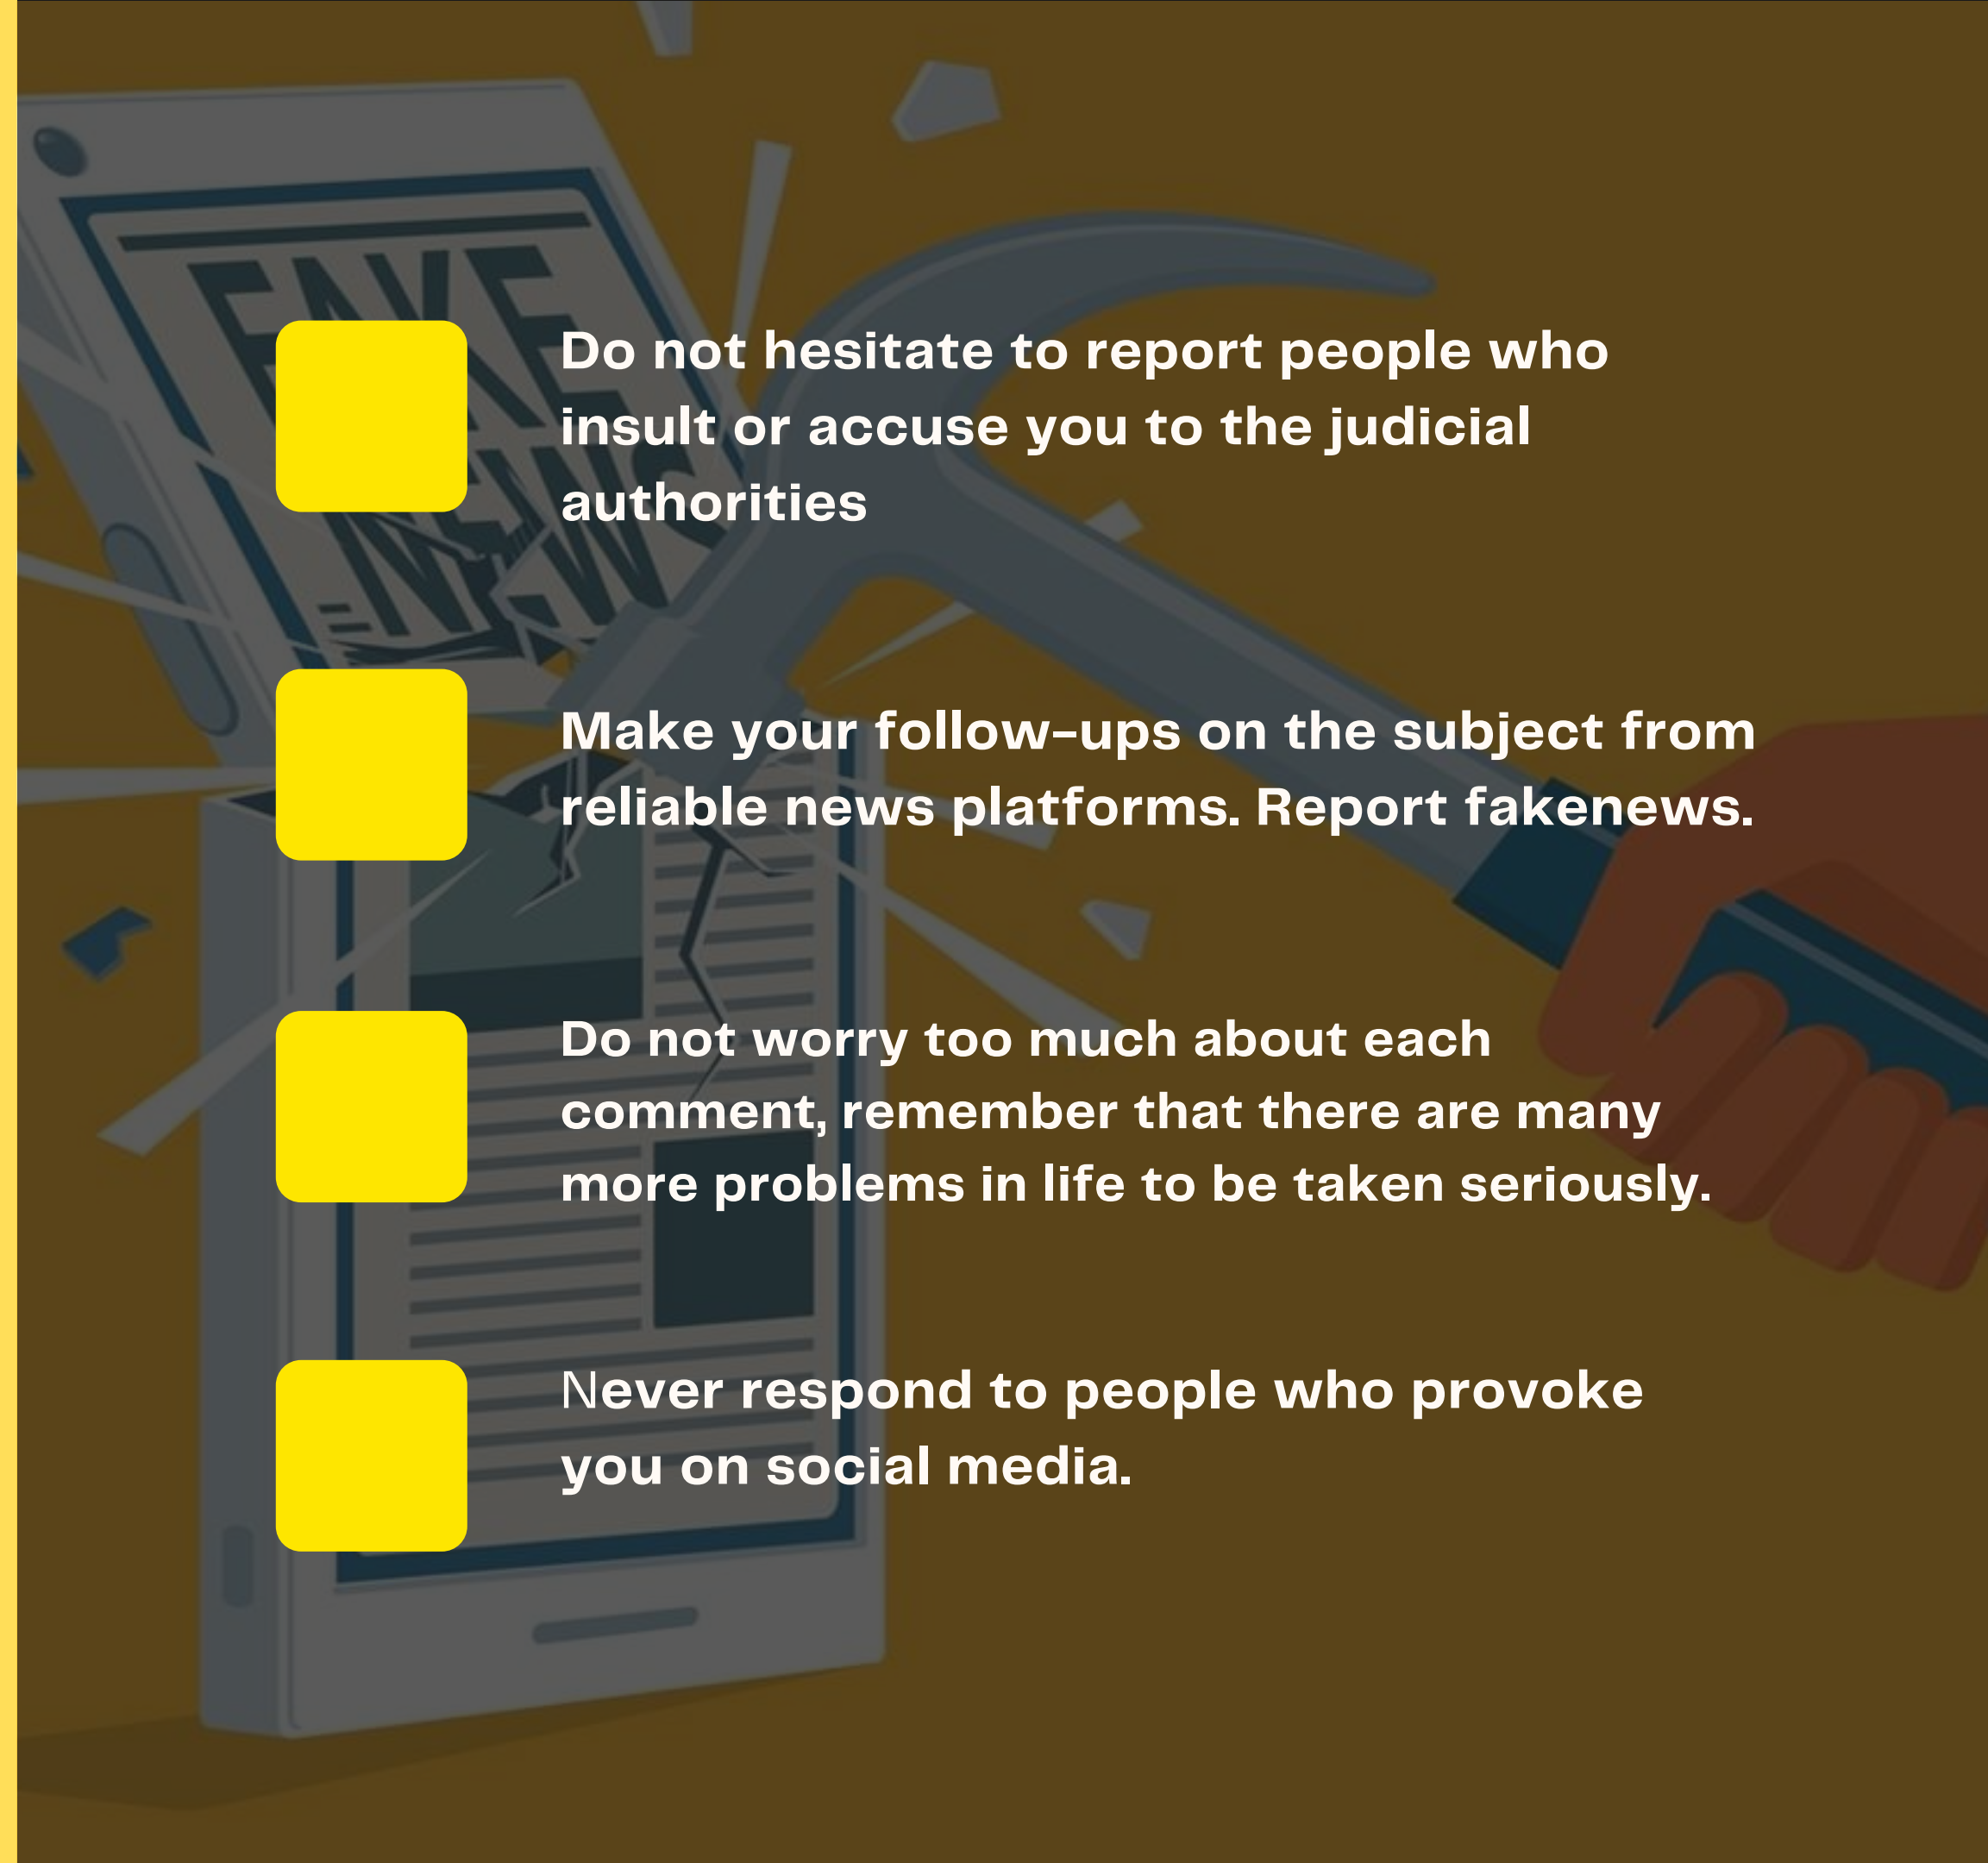 FAKE
NEWS
Do not hesitate to report people who
insult or accuse you to the judicial
authorities
Make your follow-ups on the subject from
reliable news platforms. Report fakenews.
Do not worry too much about each
comment, remember that there are many
more problems in life to be taken seriously.
Never respond to people who provoke
you on social media.